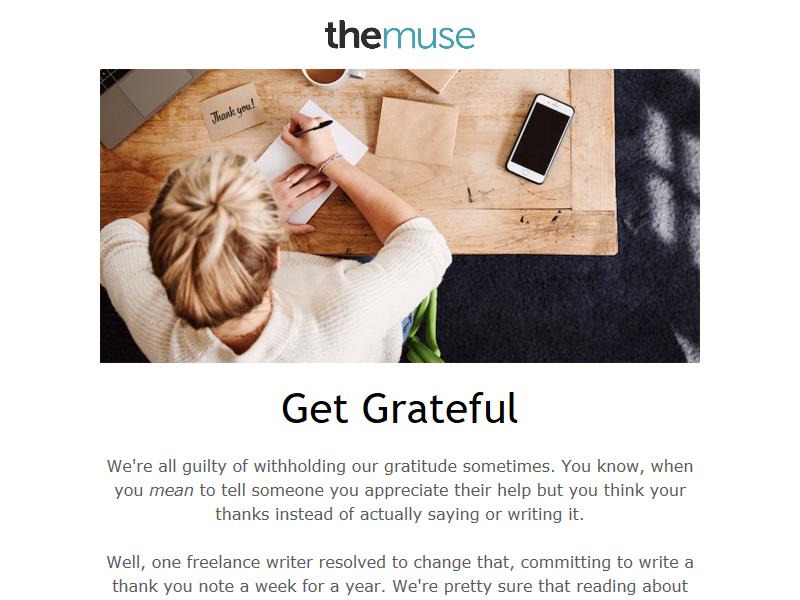 themuse
Thank you!
Get Grateful
We're all guilty of withholding our gratitude sometimes. You know, when
you mean to tell someone you appreciate their help but you think your
thanks instead of actually saying or writing it.
Well, one freelance writer resolved to change that, committing to write a
thank you note a week for a year. We're pretty sure that reading about